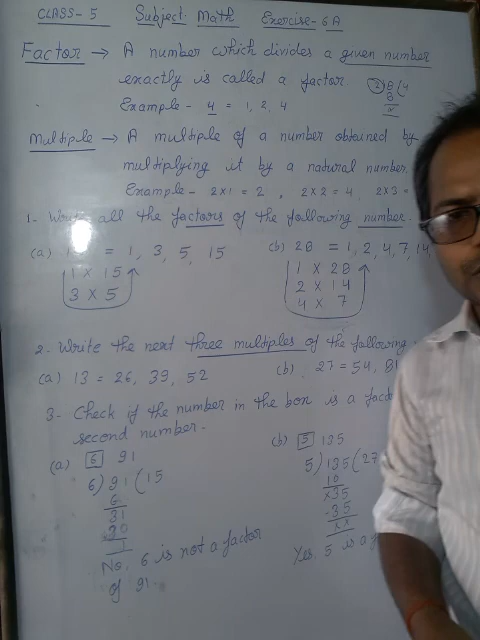 CLASS-5 Subject-Math Exercise-6A
Factor → A number which divides a given number
exactly is called a factor.
Example - 4 = 1, 2, 4
Multiple → A multiple of a number obtained by
multiplying it by a natural number.
Example - 2×1 = 2, 2×2 = 4, 2×3 =
1- Write all the factors of the following number.
(a) = 1, 3, 5, 15
1 × 15
3 × 5
(b) 28 = 1, 2, 4, 7, 14
1 × 28
2 × 14
4 × 7
2- Write the next three multiples of the following
(a) 13 = 26, 39, 52
(b) 27 = 54, 81
3- Check if the number in the box is a
second number.
(a) 6 91
6)91(15
6
31
30
1
No, 6 is not a factor
of 91.
(b) 5 135
5)135(27
10
×35
-35
××
Yes. 5 is a